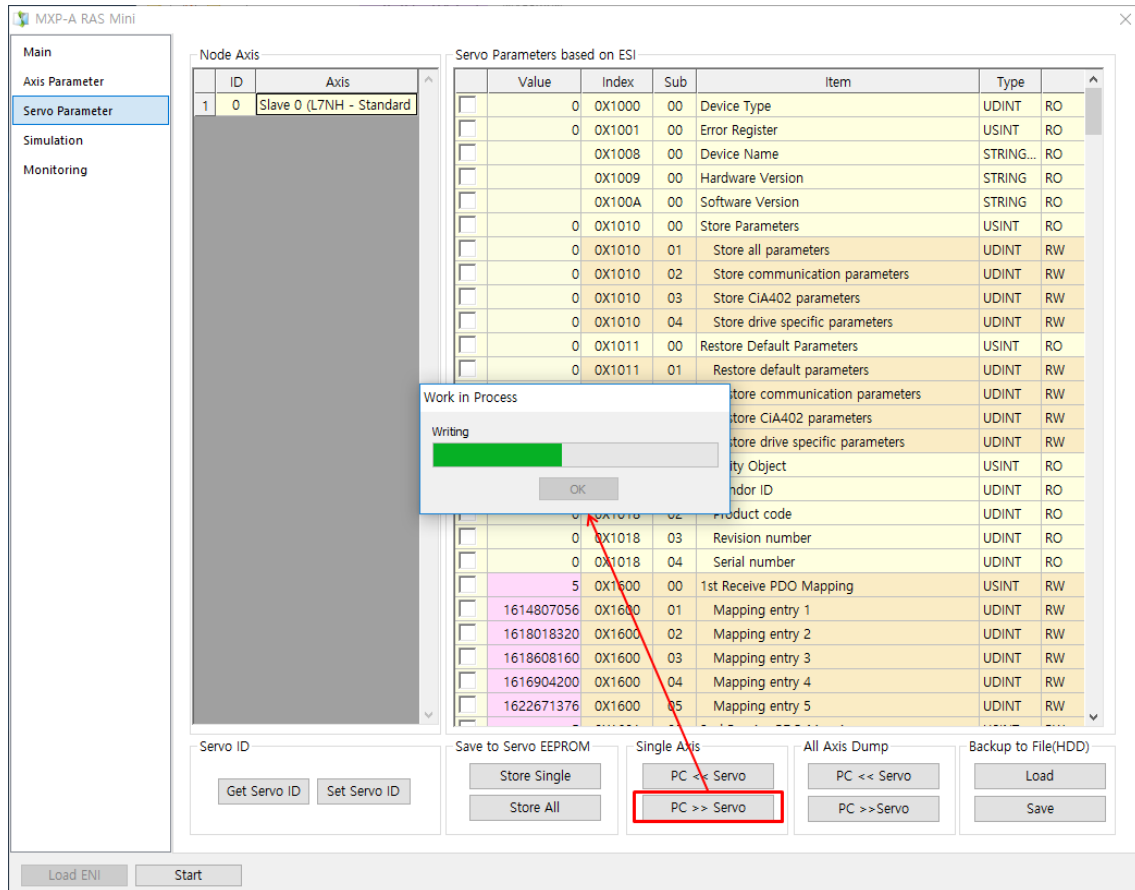 MXP-A RAS Mini
Main
Axis Parameter
Servo Parameter
Simulation
Monitoring
Node Axis
ID Axis
1 0 Slave 0 (L7NH - Standard
Servo Parameters based on ESI
Value Index Sub Item Type
0 0X1000 00 Device Type UDINT RO
0 0X1001 00 Error Register USINT RO
0X1008 00 Device Name STRING... RO
0X1009 00 Hardware Version STRING RO
0X100A 00 Software Version STRING RO
0 0X1010 00 Store Parameters USINT RO
0 0X1010 01 Store all parameters UDINT RW
0 0X1010 02 Store communication parameters UDINT RW
0 0X1010 03 Store CiA402 parameters UDINT RW
0 0X1010 04 Store drive specific parameters UDINT RW
0 0X1011 00 Restore Default Parameters USINT RO
0 0X1011 01 Restore default parameters UDINT RW
store communication parameters UDINT RW
store CiA402 parameters UDINT RW
store drive specific parameters UDINT RW
ity Object USINT RO
ndor ID UDINT RO
0 0X1018 02 Product code UDINT RO
0 0X1018 03 Revision number UDINT RO
0 0X1018 04 Serial number UDINT RO
5 0X1600 00 1st Receive PDO Mapping USINT RW
1614807056 0X1600 01 Mapping entry 1 UDINT RW
1618018320 0X1600 02 Mapping entry 2 UDINT RW
1618608160 0X1600 03 Mapping entry 3 UDINT RW
1616904200 0X1600 04 Mapping entry 4 UDINT RW
1622671376 0X1600 05 Mapping entry 5 UDINT RW
Work in Process
Writing
OK
Servo ID
Get Servo ID Set Servo ID
Save to Servo EEPROM
Store Single
Store All
Single Axis
PC << Servo
PC >> Servo
All Axis Dump
PC << Servo
PC >>Servo
Backup to File(HDD)
Load
Save
Load ENI Start